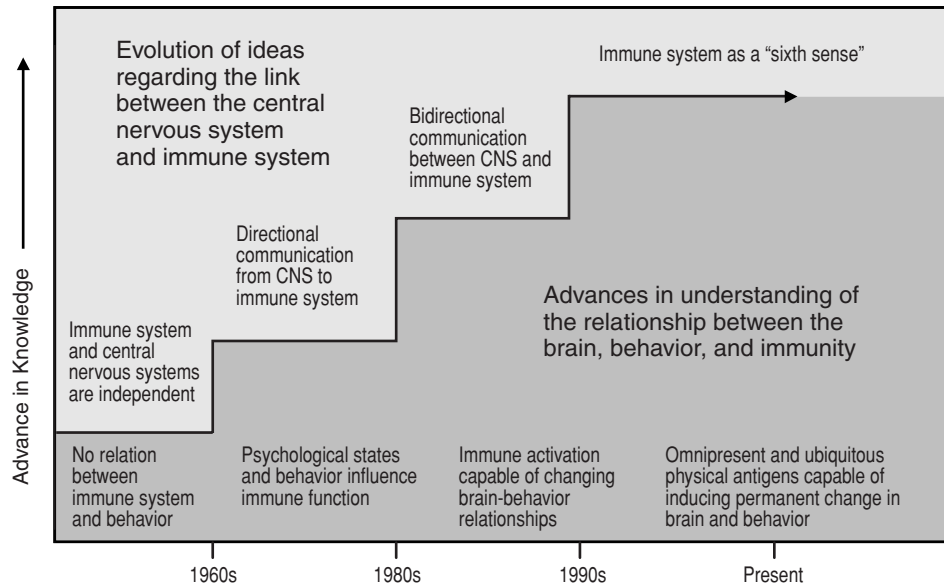 Evolution of ideas
regarding the link
between the central
nervous system
and immune system
Immune system as a “sixth sense”
Bidirectional
communication
between CNS and
immune system
Directional
communication
from CNS to
immune system
Immune system
and central
nervous systems
are independent
Advances in understanding of
the relationship between the
brain, behavior, and immunity
No relation
between
immune system
and behavior
Psychological states
and behavior influence
immune function
Immune activation
capable of changing
brain-behavior
relationships
Omnipresent and ubiquitous
physical antigens capable of
inducing permanent change in
brain and behavior
Advance in Knowledge
1960s
1980s
1990s
Present